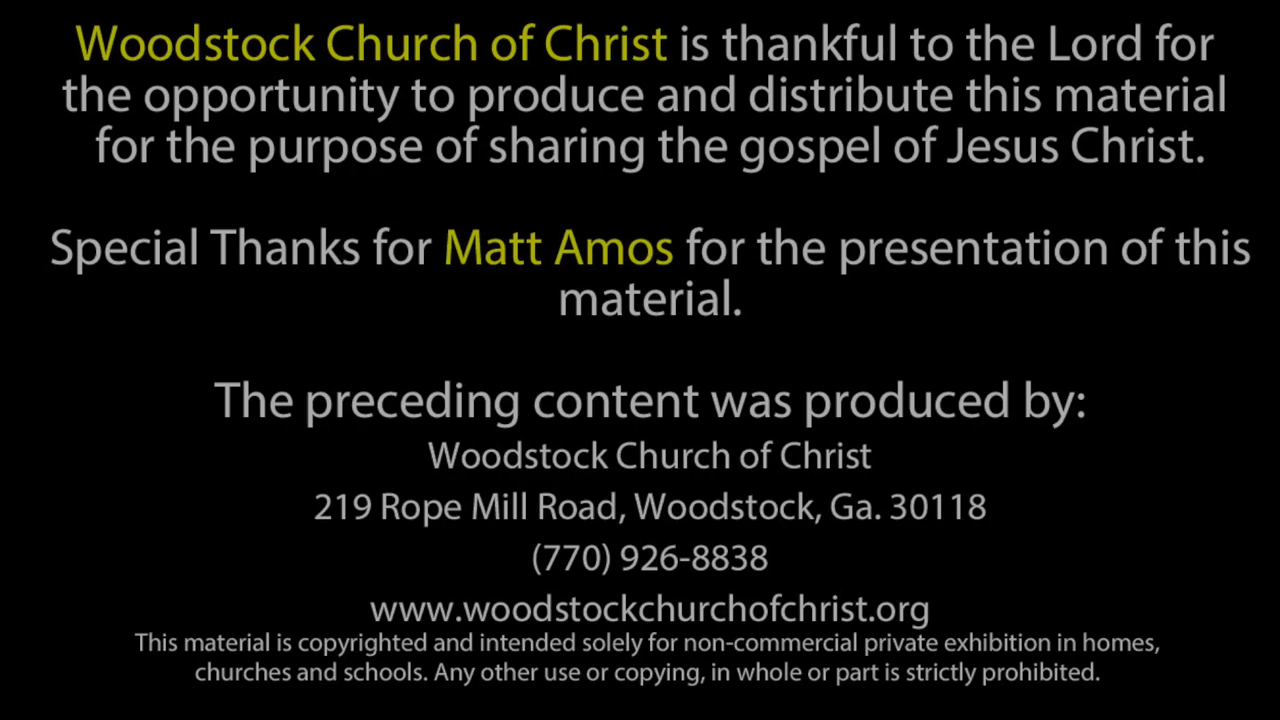 Woodstock Church of Christ is thankful to the Lord for
the opportunity to produce and distribute this material
for the purpose of sharing the gospel of Jesus Christ.
Special Thanks for Matt Amos for the presentation of this
material.
The preceding content was produced by:
Woodstock Church of Christ
219 Rope Mill Road, Woodstock, Ga. 30118
(770) 926-8838
www.woodstockchurchofchrist.org
This material is copyrighted and intended solely for non-commercial private exhibition in homes,
churches and schools. Any other use or copying, in whole or part is strictly prohibited.